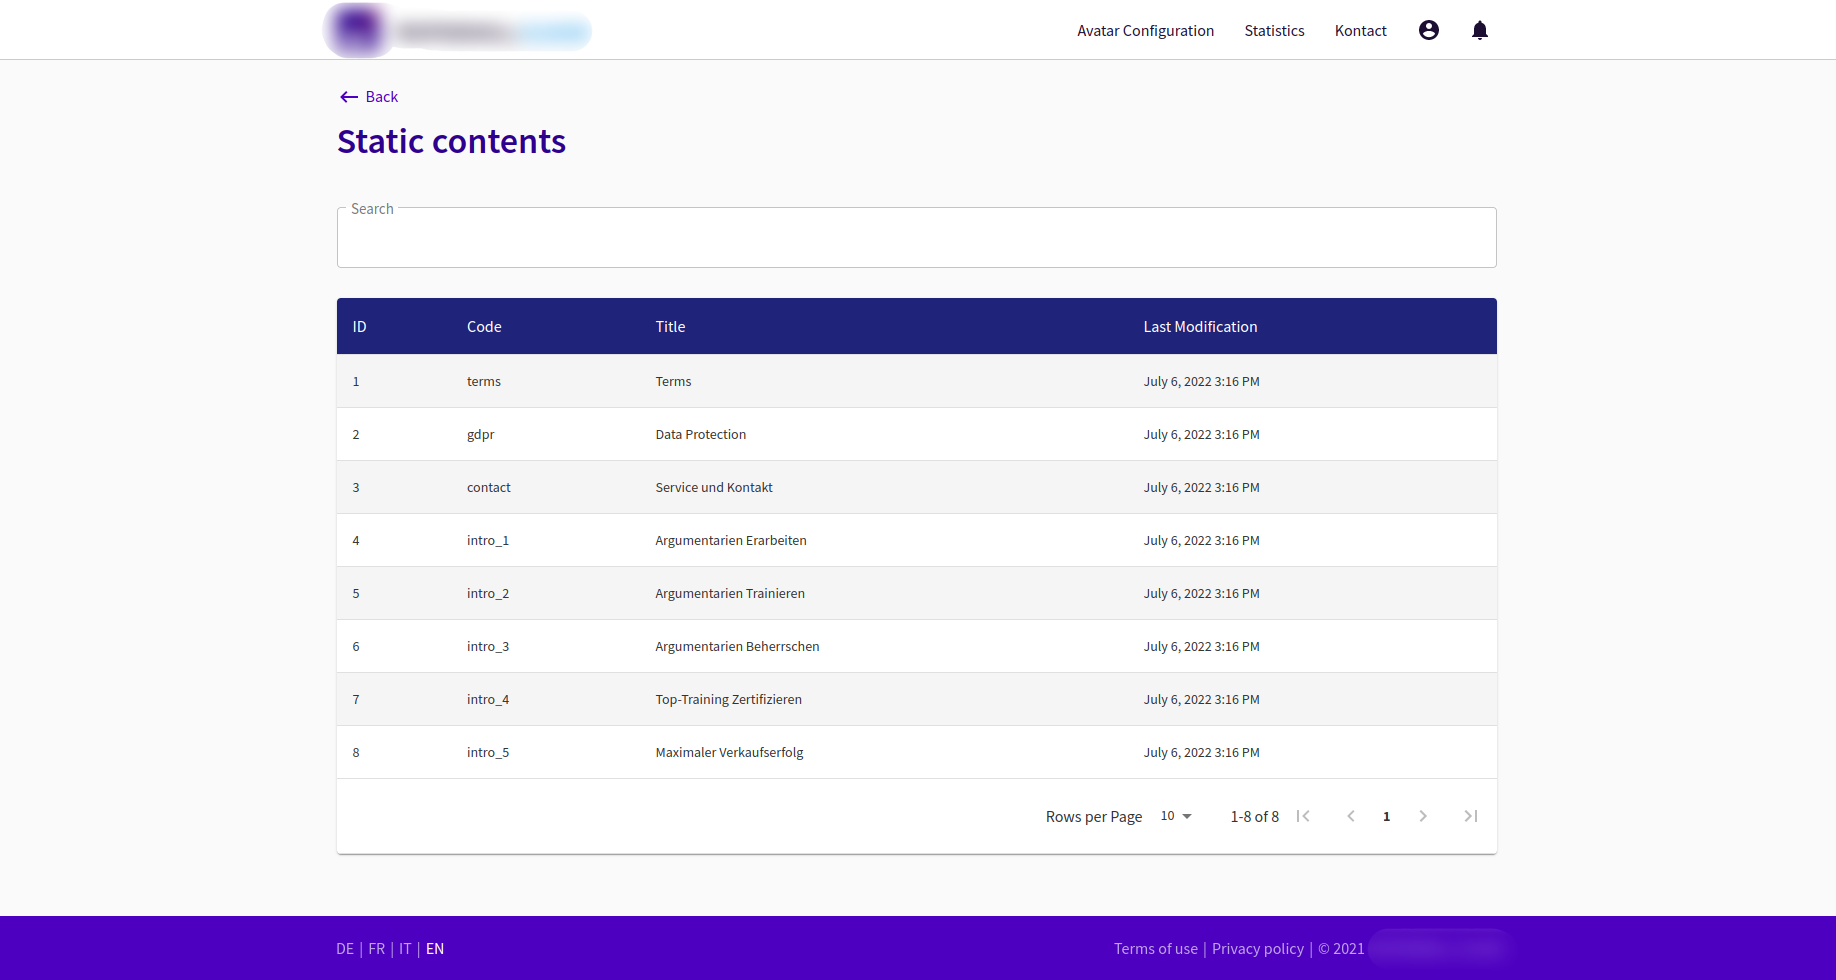 Avatar Configuration Statistics Kontact
Back
Static contents
Search
ID Code Title Last Modification
1 terms Terms July 6, 2022 3:16 PM
2 gdpr Data Protection July 6, 2022 3:16 PM
3 contact Service und Kontakt July 6, 2022 3:16 PM
4 intro_1 Argumentarien Erarbeiten July 6, 2022 3:16 PM
5 intro_2 Argumentarien Trainieren July 6, 2022 3:16 PM
6 intro_3 Argumentarien Beherrschen July 6, 2022 3:16 PM
7 intro_4 Top-Training Zertifizieren July 6, 2022 3:16 PM
8 intro_5 Maximaler Verkaufserfolg July 6, 2022 3:16 PM
Rows per Page 10 1-8 of 8 1
DE | FR | IT | EN Terms of use | Privacy policy | © 2021